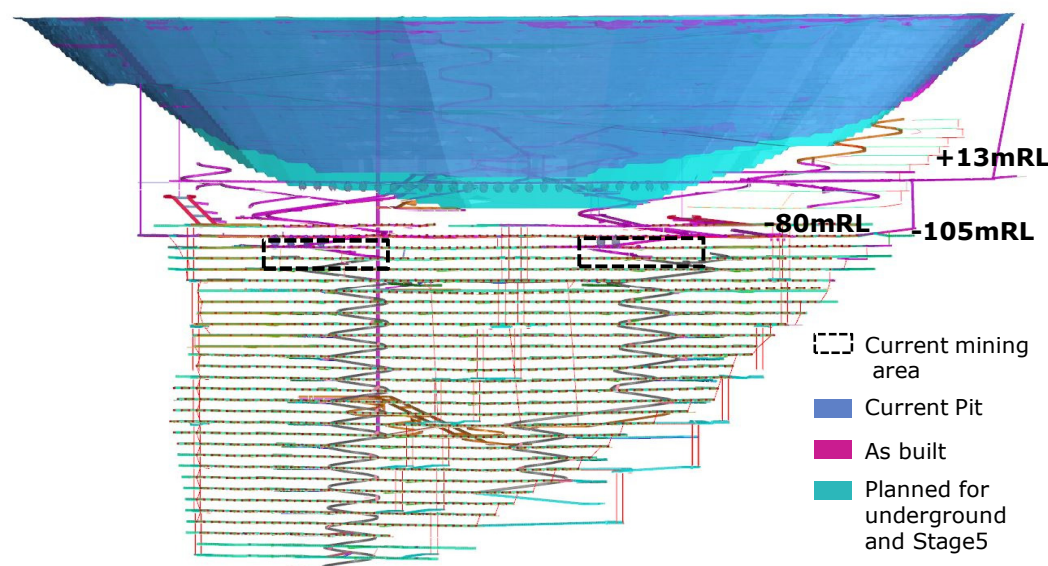 +13mRL
-80mRL
-105mRL
Current mining
area
Current Pit
As built
Planned for
underground
and Stage5